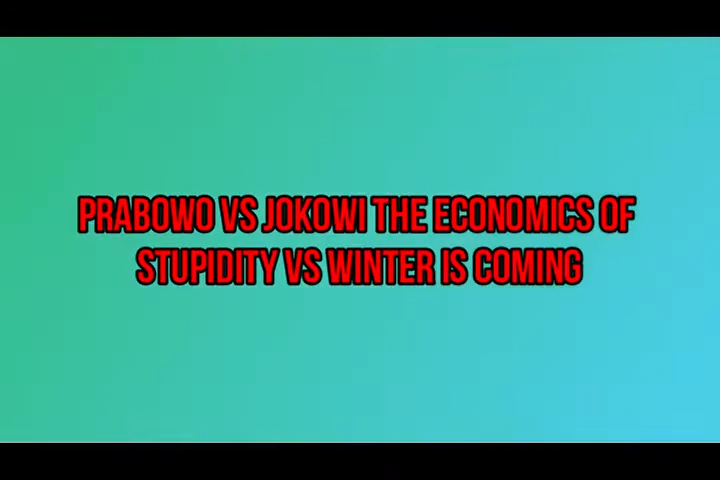 PRABOWO VS JOKOWI THE ECONOMICS OF
STUPIDITY VS WINTER IS COMING